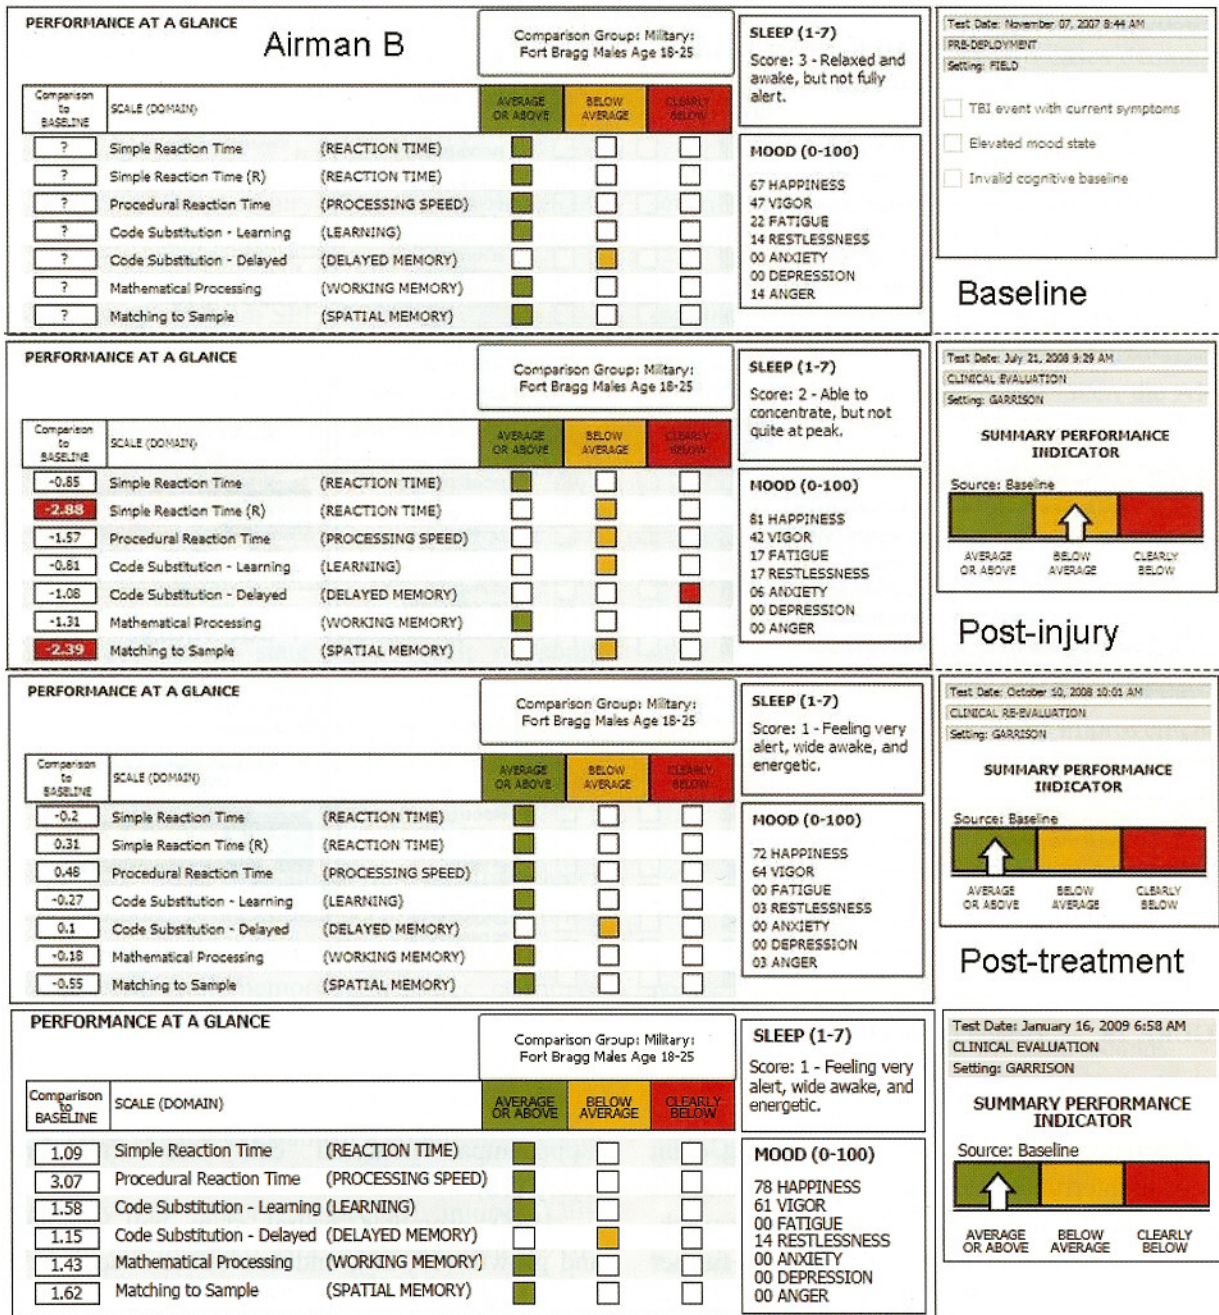 PERFORMANCE AT A GLANCE
Airman B
Comparison Group: Military:
Fort Bragg Males Age 18-25
Comparison
to
BASELINE
SCALE (DOMAIN)
AVERAGE
OR ABOVE
BELOW
AVERAGE
CLEARLY
BELOW
? Simple Reaction Time (REACTION TIME)
? Simple Reaction Time (R) (REACTION TIME)
? Procedural Reaction Time (PROCESSING SPEED)
? Code Substitution - Learning (LEARNING)
? Code Substitution - Delayed (DELAYED MEMORY)
? Mathematical Processing (WORKING MEMORY)
? Matching to Sample (SPATIAL MEMORY)
SLEEP (1-7)
Score: 3 - Relaxed and
awake, but not fully
alert.
MOOD (0-100)
67 HAPPINESS
47 VIGOR
22 FATIGUE
14 RESTLESSNESS
00 ANXIETY
00 DEPRESSION
14 ANGER
Test Date: November 07, 2007 8:44 AM
PRE-DEPLOYMENT
Setting: FIELD
TBI event with current symptoms
Elevated mood state
Invalid cognitive baseline
Baseline
PERFORMANCE AT A GLANCE
Comparison Group: Military:
Fort Bragg Males Age 18-25
Comparison
to
BASELINE
SCALE (DOMAIN)
AVERAGE
OR ABOVE
BELOW
AVERAGE
CLEARLY
BELOW
-0.85 Simple Reaction Time (REACTION TIME)
-2.88 Simple Reaction Time (R) (REACTION TIME)
-1.57 Procedural Reaction Time (PROCESSING SPEED)
-0.81 Code Substitution - Learning (LEARNING)
-1.08 Code Substitution - Delayed (DELAYED MEMORY)
-1.31 Mathematical Processing (WORKING MEMORY)
-2.39 Matching to Sample (SPATIAL MEMORY)
SLEEP (1-7)
Score: 2 - Able to
concentrate, but not
quite at peak.
MOOD (0-100)
81 HAPPINESS
42 VIGOR
17 FATIGUE
17 RESTLESSNESS
06 ANXIETY
00 DEPRESSION
00 ANGER
Test Date: July 21, 2008 9:29 AM
CLINICAL EVALUATION
Setting: GARRISON
SUMMARY PERFORMANCE
INDICATOR
Source: Baseline
AVERAGE
OR ABOVE
BELOW
AVERAGE
CLEARLY
BELOW
Post-injury
PERFORMANCE AT A GLANCE
Comparison Group: Military:
Fort Bragg Males Age 18-25
Comparison
to
BASELINE
SCALE (DOMAIN)
AVERAGE
OR ABOVE
BELOW
AVERAGE
CLEARLY
BELOW
-0.2 Simple Reaction Time (REACTION TIME)
0.31 Simple Reaction Time (R) (REACTION TIME)
0.48 Procedural Reaction Time (PROCESSING SPEED)
-0.27 Code Substitution - Learning (LEARNING)
0.1 Code Substitution - Delayed (DELAYED MEMORY)
-0.18 Mathematical Processing (WORKING MEMORY)
-0.55 Matching to Sample (SPATIAL MEMORY)
SLEEP (1-7)
Score: 1 - Feeling very
alert, wide awake, and
energetic.
MOOD (0-100)
72 HAPPINESS
64 VIGOR
00 FATIGUE
03 RESTLESSNESS
00 ANXIETY
00 DEPRESSION
03 ANGER
Test Date: October 10, 2008 10:01 AM
CLINICAL RE-EVALUATION
Setting: GARRISON
SUMMARY PERFORMANCE
INDICATOR
Source: Baseline
AVERAGE
OR ABOVE
BELOW
AVERAGE
CLEARLY
BELOW
Post-treatment
PERFORMANCE AT A GLANCE
Comparison Group: Military:
Fort Bragg Males Age 18-25
Comparison
to
BASELINE
SCALE (DOMAIN)
AVERAGE
OR ABOVE
BELOW
AVERAGE
CLEARLY
BELOW
1.09 Simple Reaction Time (REACTION TIME)
3.07 Procedural Reaction Time (PROCESSING SPEED)
1.58 Code Substitution - Learning (LEARNING)
1.15 Code Substitution - Delayed (DELAYED MEMORY)
1.43 Mathematical Processing (WORKING MEMORY)
1.62 Matching to Sample (SPATIAL MEMORY)
SLEEP (1-7)
Score: 1 - Feeling very
alert, wide awake, and
energetic.
MOOD (0-100)
78 HAPPINESS
61 VIGOR
00 FATIGUE
14 RESTLESSNESS
00 ANXIETY
00 DEPRESSION
00 ANGER
Test Date: January 16, 2009 6:58 AM
CLINICAL EVALUATION
Setting: GARRISON
SUMMARY PERFORMANCE
INDICATOR
Source: Baseline
AVERAGE
OR ABOVE
BELOW
AVERAGE
CLEARLY
BELOW